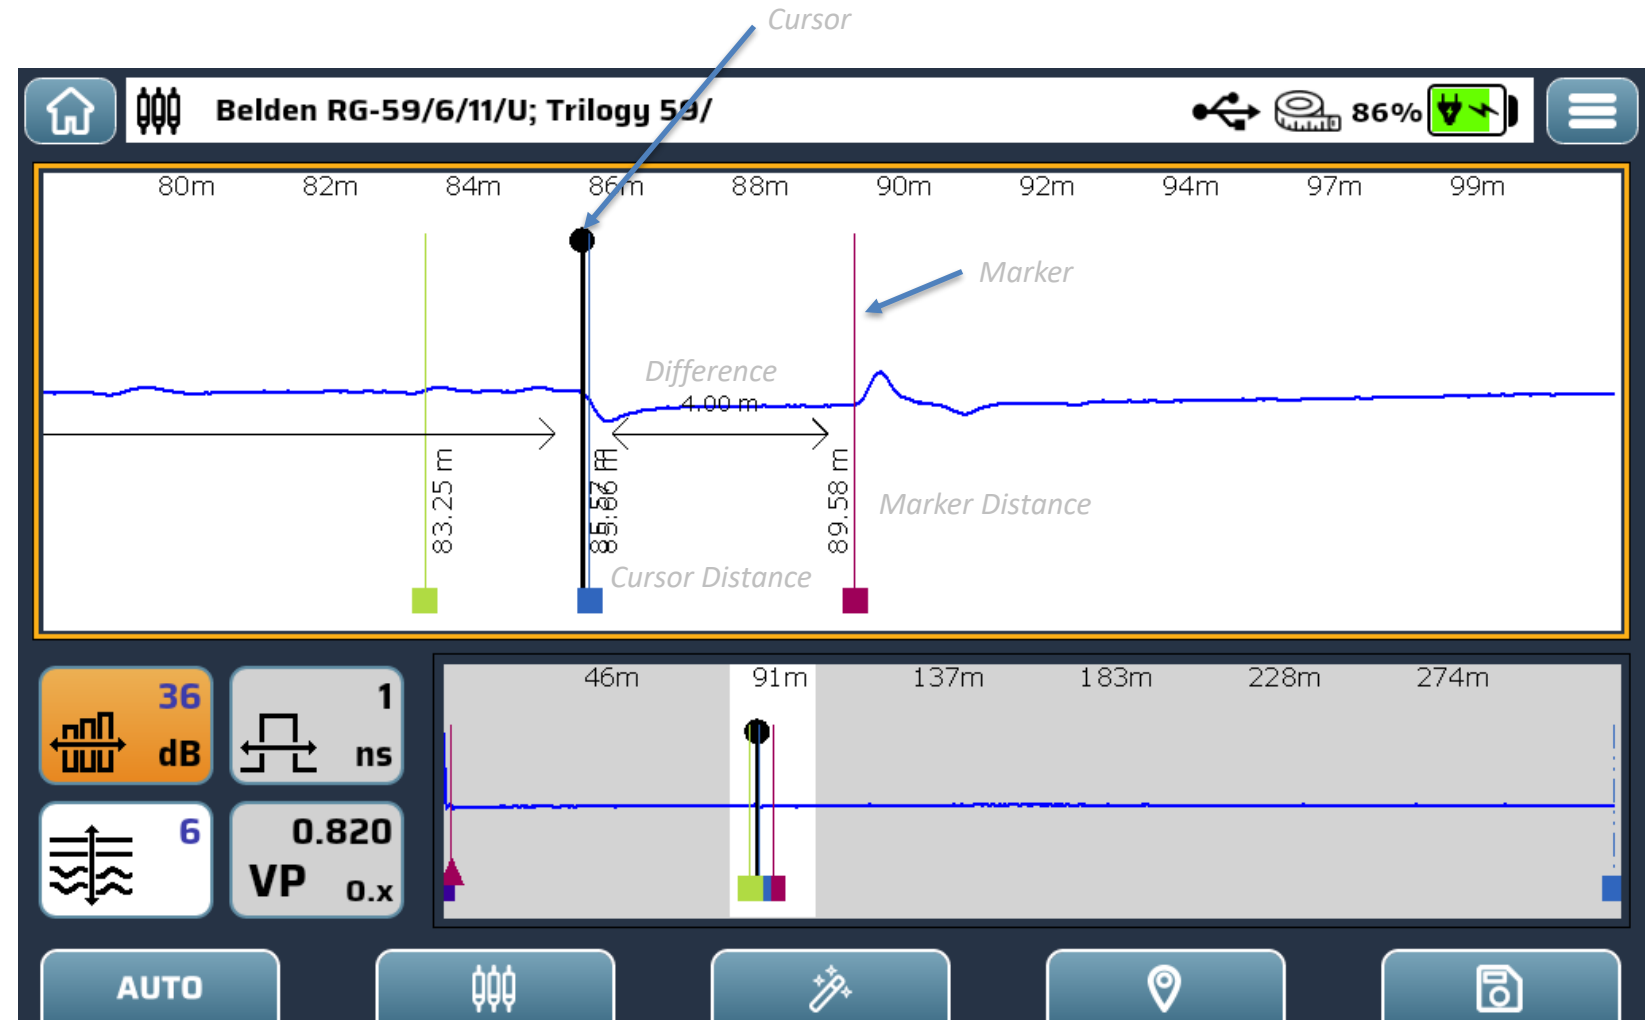 Cursor
Belden RG-59/6/11/U; Trilogy 59/
86%
80m 82m 84m 86m 88m 90m 92m 94m 97m 99m
Marker
Difference
4.00 m
83.25 m
85.57 m
89.58 m
Marker Distance
Cursor Distance
36
dB
1
ns
46m 91m 137m 183m 228m 274m
6
0.820
VP 0.x
AUTO